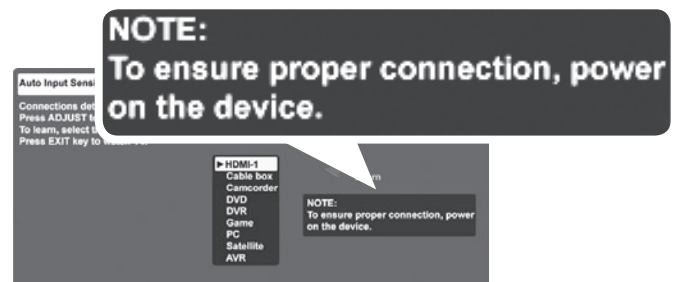 NOTE:
To ensure proper connection, power
on the device.
Auto Input Sensi
Connections det
Press ADJUST t
To learn, select t
Press EXIT key to
HDMI-1
Cable box
Camcorder
DVD
DVR
Game
PC
Satellite
AVR
NOTE:
To ensure proper connection, power
on the device.